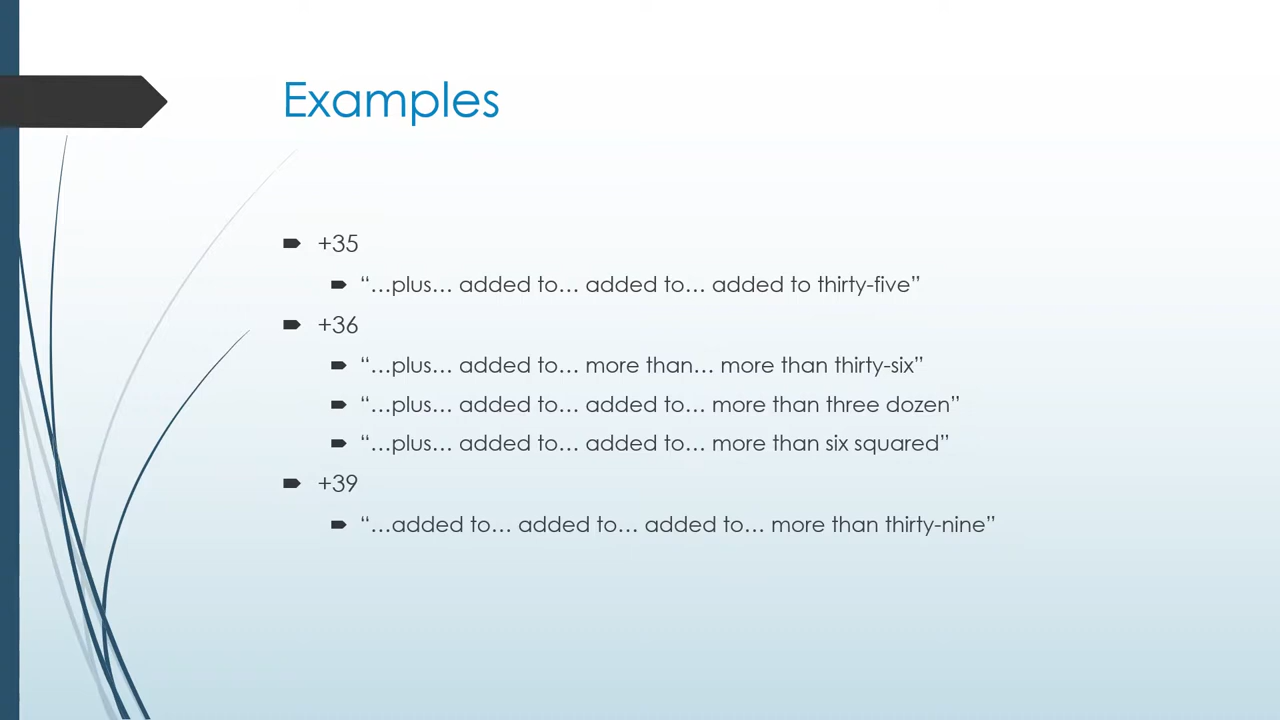 Examples
+35
“…plus… added to… added to… added to thirty-five”
+36
“…plus… added to… more than… more than thirty-six”
“…plus… added to… added to… more than three dozen”
“…plus… added to… added to… more than six squared”
+39
“…added to… added to… added to… more than thirty-nine”